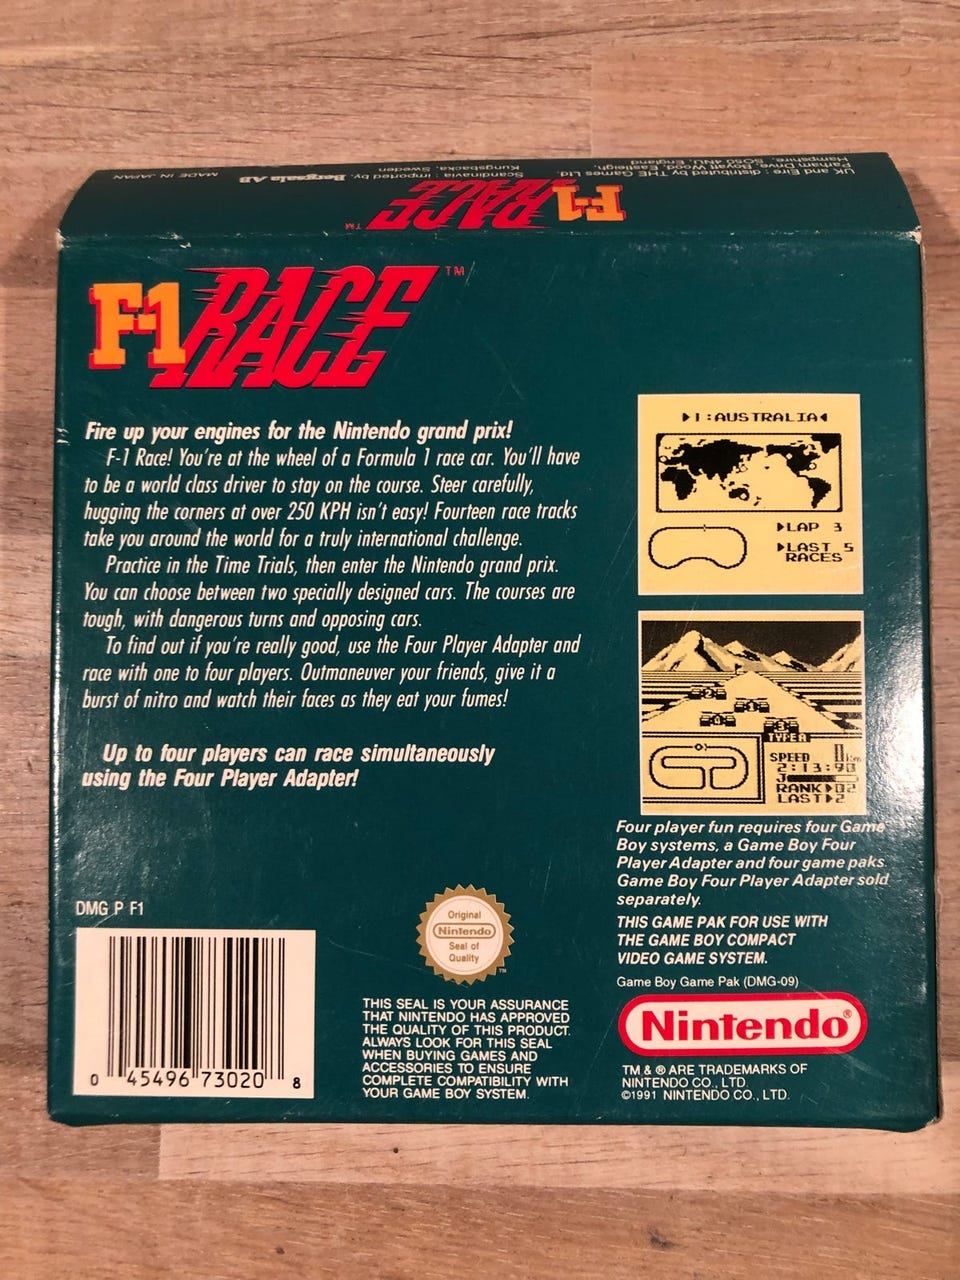 UK and Eire : distributed by THE Games Ltd.
Parham Drive, Boyatt Wood, Eastleigh,
Hampshire, SO50 4NU, England
Scandinavia : imported by Bergsala AB
Kungsbacka, Sweden
MADE IN JAPAN
F-1 RACE™
F-1 RACE™
Fire up your engines for the Nintendo grand prix!
F-1 Race! You're at the wheel of a Formula 1 race car. You'll have
to be a world class driver to stay on the course. Steer carefully,
hugging the corners at over 250 KPH isn't easy! Fourteen race tracks
take you around the world for a truly international challenge.
Practice in the Time Trials, then enter the Nintendo grand prix.
You can choose between two specially designed cars. The courses are
tough, with dangerous turns and opposing cars.
To find out if you're really good, use the Four Player Adapter and
race with one to four players. Outmaneuver your friends, give it a
burst of nitro and watch their faces as they eat your fumes!
Up to four players can race simultaneously
using the Four Player Adapter!
▶1:AUSTRALIA◀
▶LAP 3
▶LAST 5
RACES
2
1
4
3
TYPE A
SPEED 0km
2:13:90
J
RANK▶02
LAST▶2
Four player fun requires four Game
Boy systems, a Game Boy Four
Player Adapter and four game paks.
Game Boy Four Player Adapter sold
separately.
THIS GAME PAK FOR USE WITH
THE GAME BOY COMPACT
VIDEO GAME SYSTEM.
Game Boy Game Pak (DMG-09)
Nintendo®
TM & ® ARE TRADEMARKS OF
NINTENDO CO., LTD.
©1991 NINTENDO CO., LTD.
DMG P F1
0 45496 73020 8
Original
Nintendo
Seal of
Quality
TM
THIS SEAL IS YOUR ASSURANCE
THAT NINTENDO HAS APPROVED
THE QUALITY OF THIS PRODUCT.
ALWAYS LOOK FOR THIS SEAL
WHEN BUYING GAMES AND
ACCESSORIES TO ENSURE
COMPLETE COMPATIBILITY WITH
YOUR GAME BOY SYSTEM.